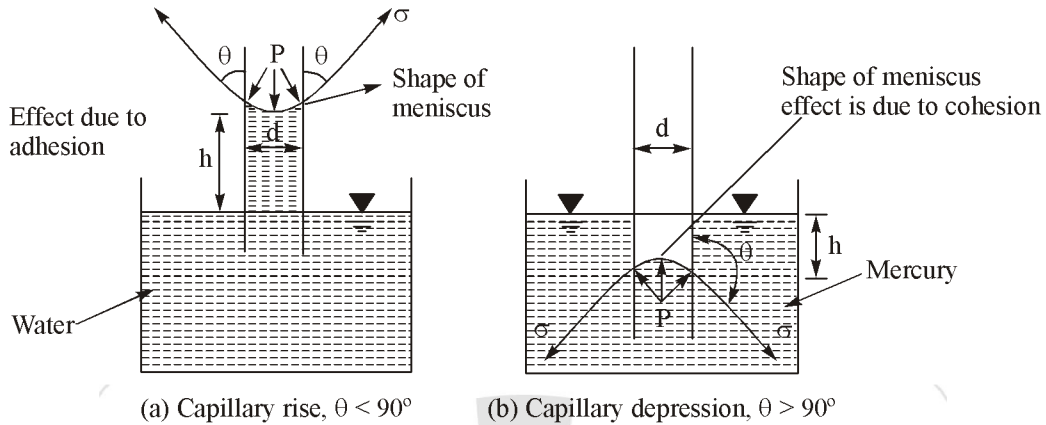 σ
θ
P
θ
Shape of
meniscus
Effect due to
adhesion
d
h
Water
(a) Capillary rise, θ < 90°
Shape of meniscus
effect is due to cohesion
d
θ
h
Mercury
P
σ
σ
(b) Capillary depression, θ > 90°